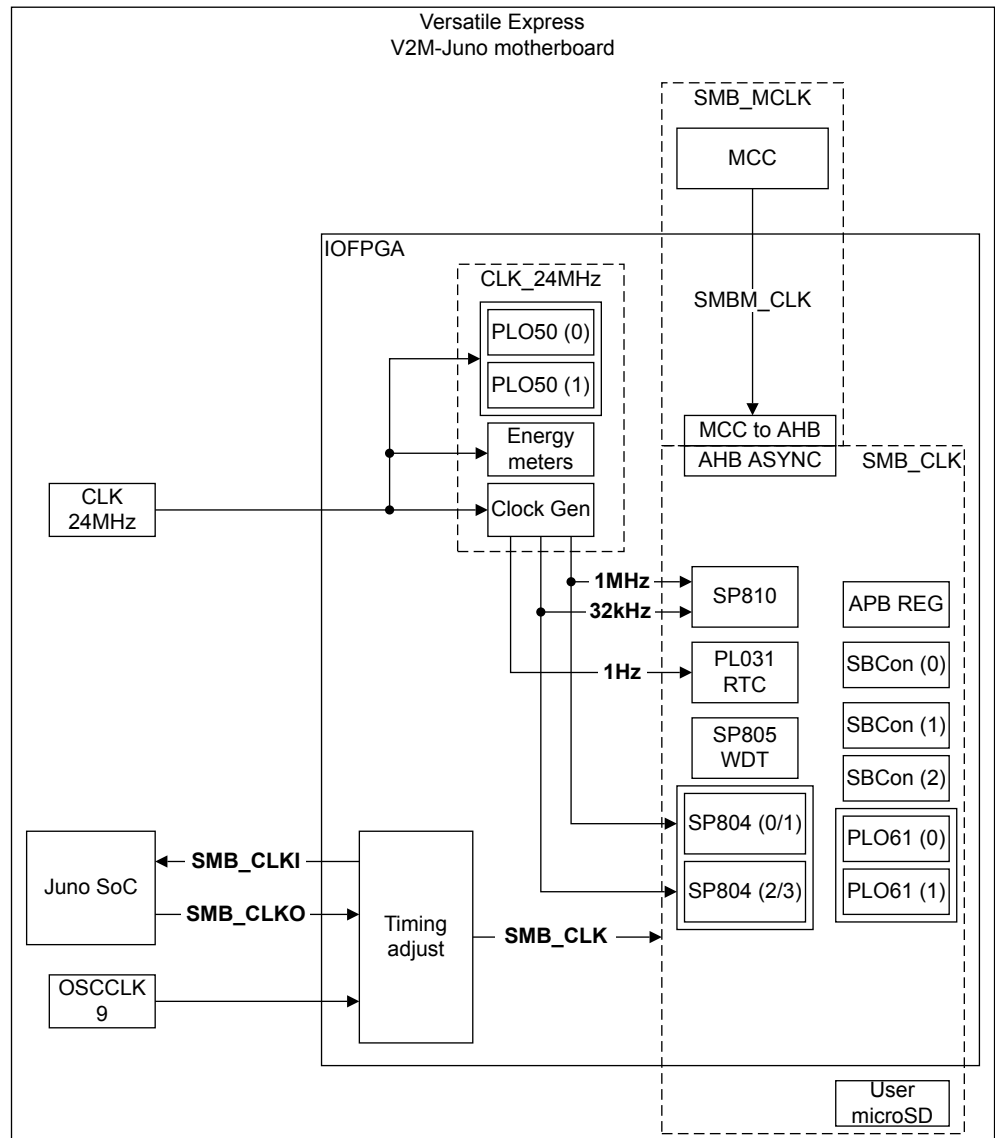 Versatile Express
V2M-Juno motherboard
SMB_MCLK
MCC
IOFPGA
CLK_24MHz
SMBM_CLK
PLO50 (0)
PLO50 (1)
MCC to AHB
Energy
meters
AHB ASYNC
SMB_CLK
CLK
24MHz
Clock Gen
1MHz
32kHz
SP810
APB REG
1Hz
PL031
RTC
SBCon (0)
SP805
WDT
SBCon (1)
SBCon (2)
SP804 (0/1)
PLO61 (0)
SP804 (2/3)
PLO61 (1)
Juno SoC
SMB_CLKI
SMB_CLKO
Timing
adjust
SMB_CLK
OSCCLK
9
User
microSD